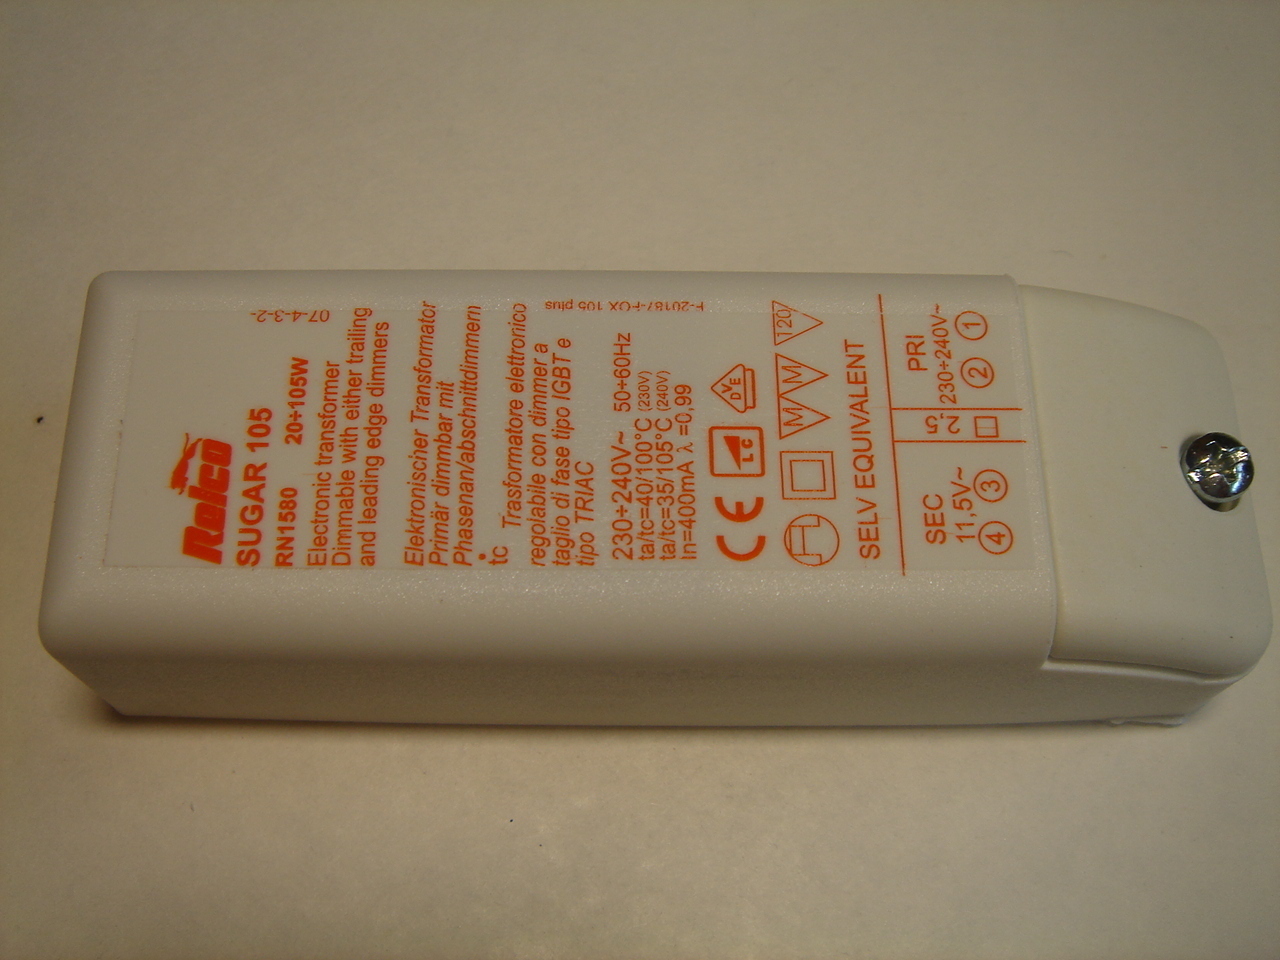 Relco
SUGAR 105
RN1580 20÷105W
Electronic transformer
Dimmable with either trailing
and leading edge dimmers
07-4-3-2-
Elektronischer Transformator
Primär dimmbar mit
Phasenan/abschnittdimmern
tc
Trasformatore elettronico
regolabile con dimmer a
taglio di fase tipo IGBT e
tipo TRIAC
F-20187-FOX 105 plus
230÷240V~ 50÷60Hz
ta/tc=40/100°C (230V)
ta/tc=35/105°C (240V)
In=400mA λ =0,99
CE
L C
DVE
M M 120
SELV EQUIVALENT
SEC
11,5V~
4 3
2.5
PRI
230÷240V~
2 1